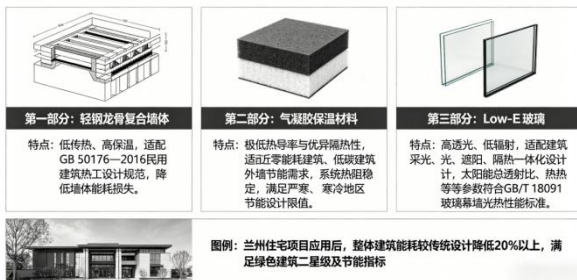 第一部分：轻钢龙骨复合墙体
特点：低传热、高保温，适配
GB 50176—2016民用
建筑热工设计规范，降
低墙体能耗损失。
第二部分：气凝胶保温材料
特点：极低热导率与优异隔热性，
适近零能耗建筑、低碳建筑
外墙节能需求，系统热阻稳
定，满足严寒、寒冷地区
节能设计限值。
第三部分：Low-E 玻璃
特点：高透光、低辐射，适配建筑
采光、光、遮阳、隔热一体化设计
计，太阳能总透射比、热热
等等参数符合GB/T 18091
玻璃幕墙光热性能标准。
图例：兰州住宅项目应用后，整体建筑能耗较传统设计降低20%以上，满
足绿色建筑二星级及节能指标